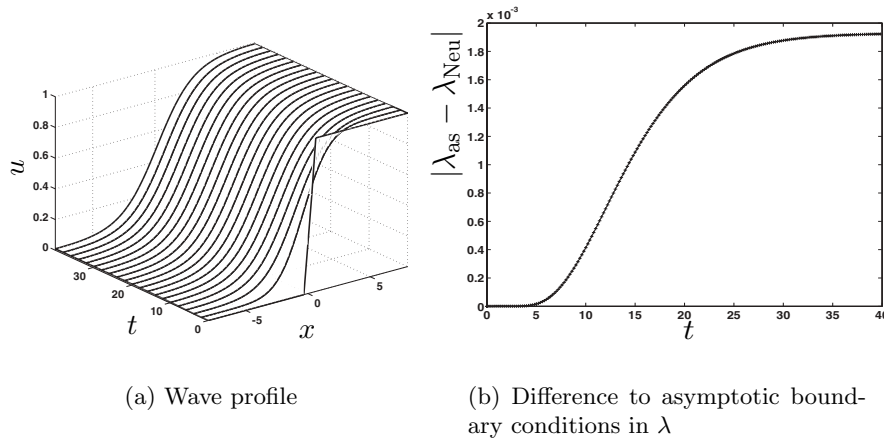 1
0.8
0.6
0.4
0.2
0
u
30
20
10
0
t
-5
0
5
x
(a) Wave profile
x 10⁻³
2
1.8
1.6
1.4
1.2
1
0.8
0.6
0.4
0.2
0
|λas − λNeu|
0 5 10 15 20 25 30 35 40
t
(b) Difference to asymptotic bound-
ary conditions in λ